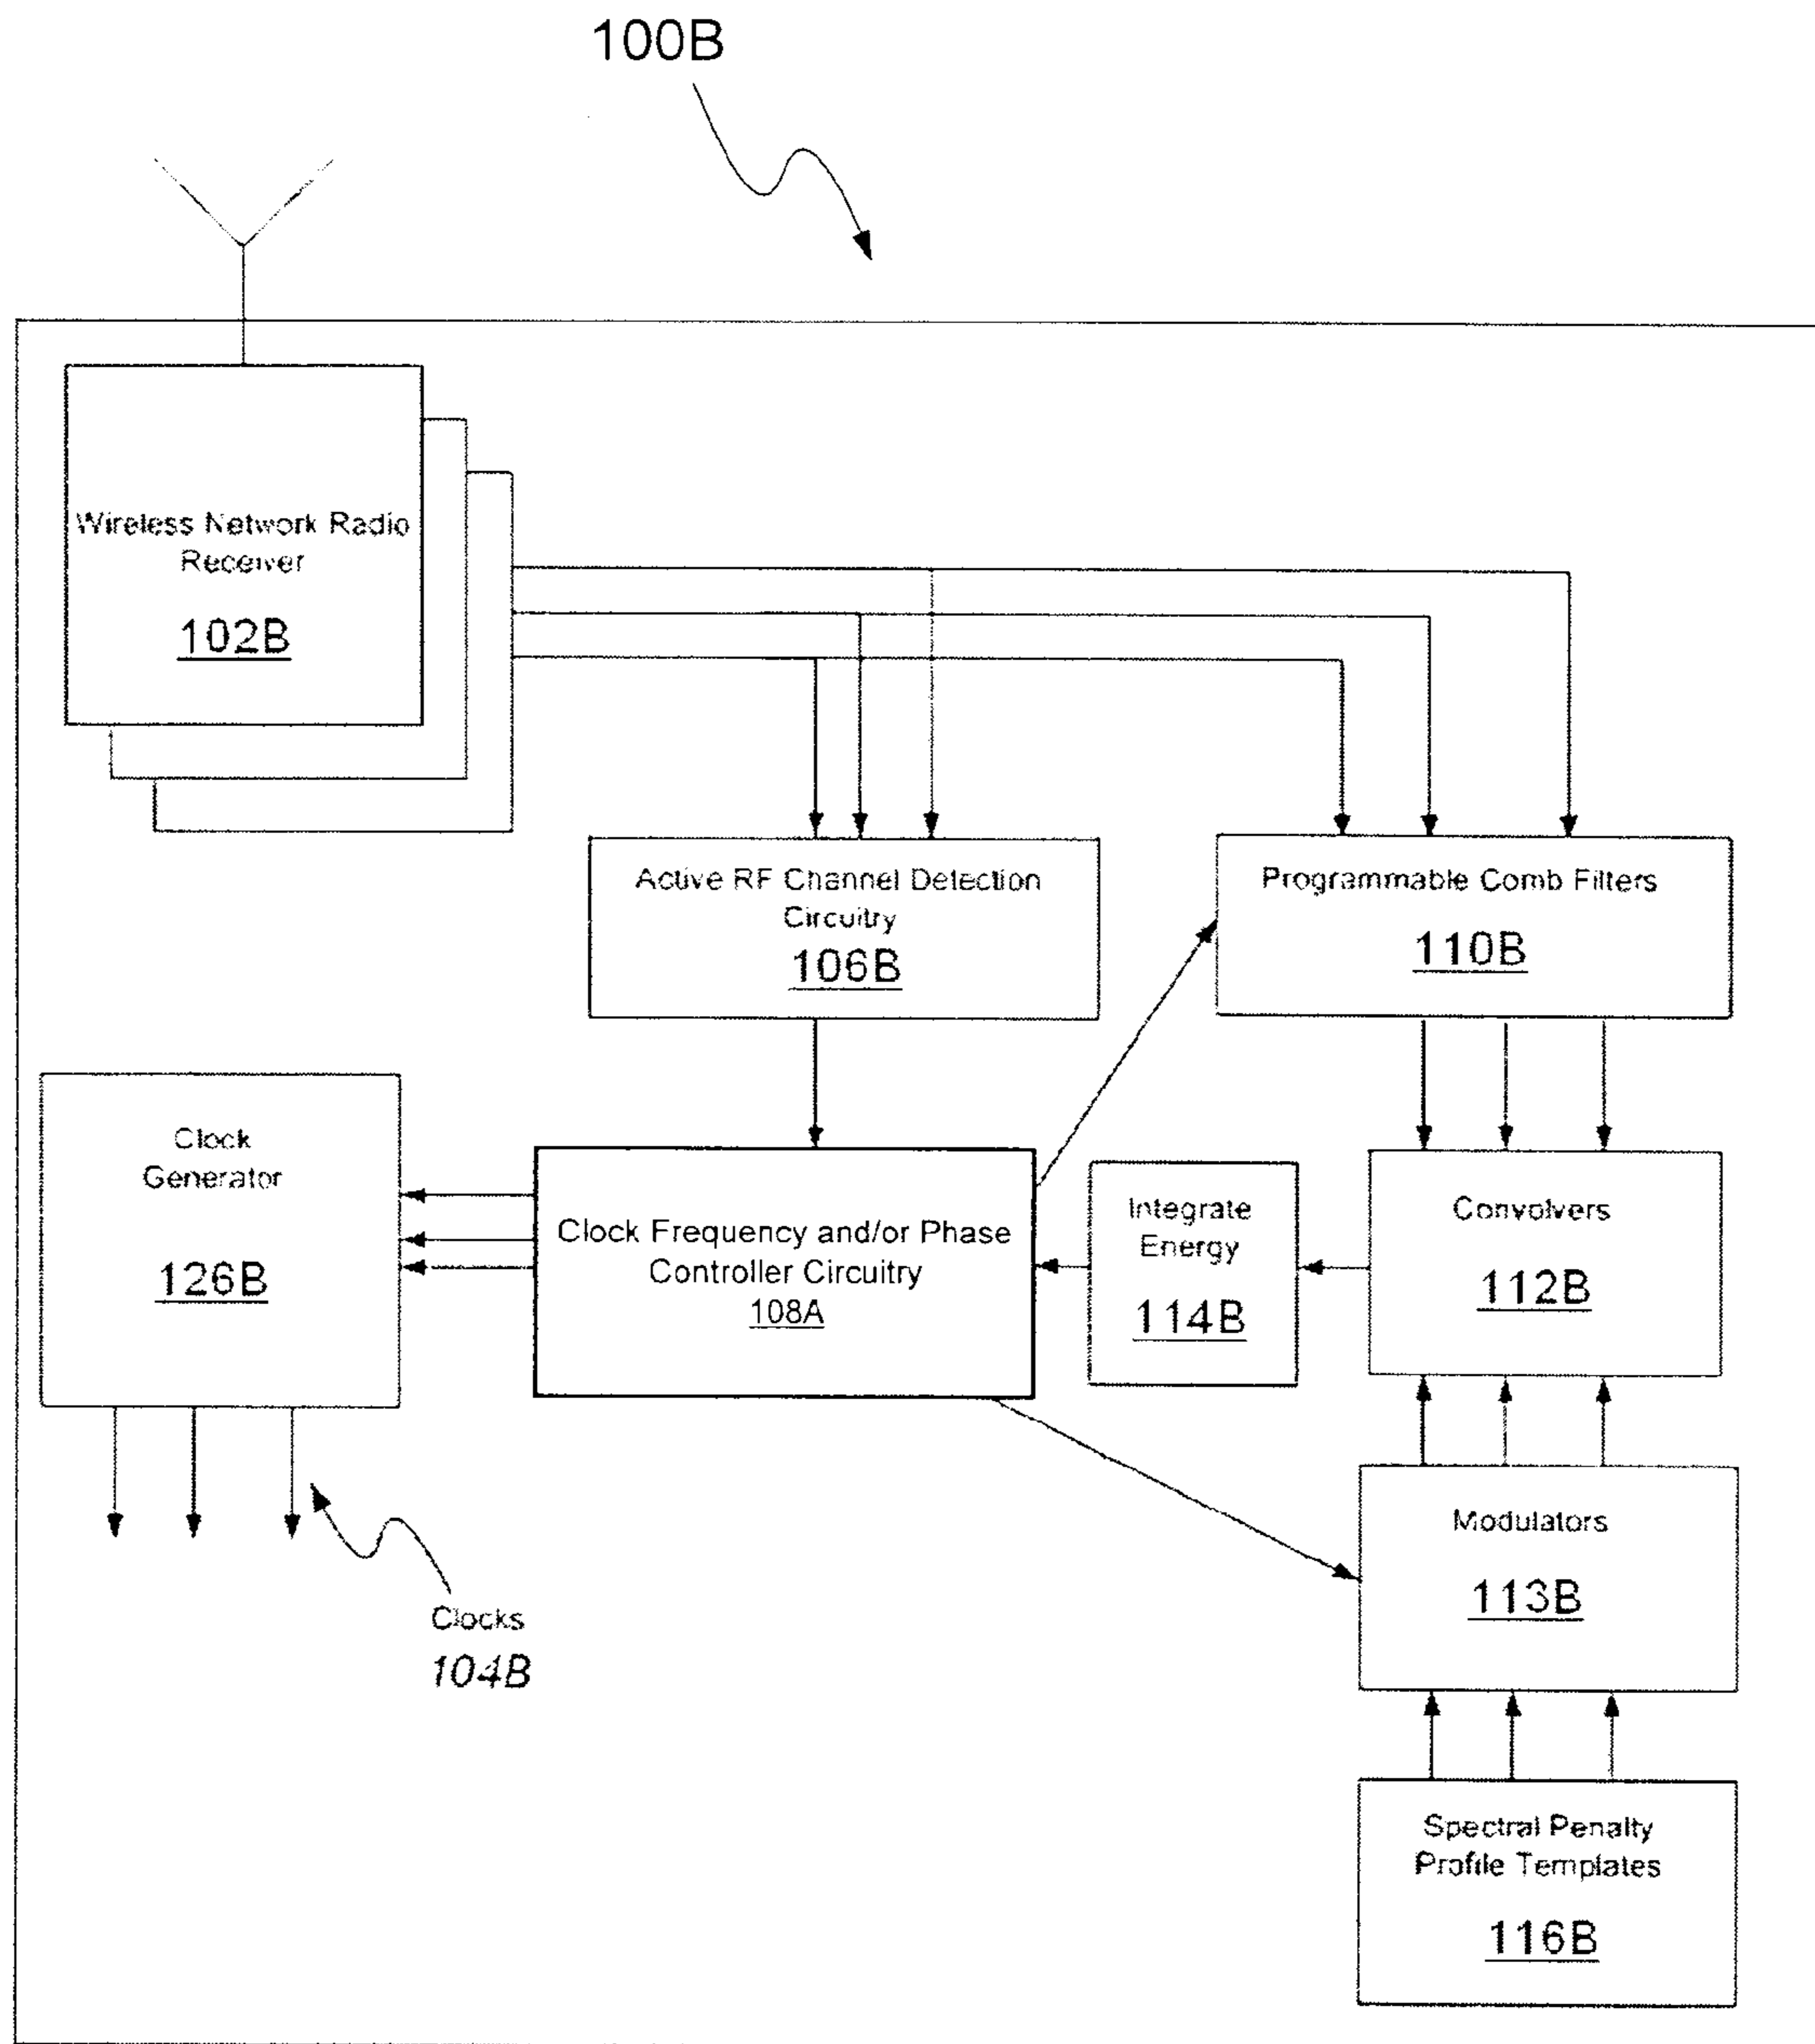 100B
Wireless Network Radio
Receiver
102B
Active RF Channel Detection
Circuitry
106B
Programmable Comb Filters
110B
Clock
Generator
126B
Clock Frequency and/or Phase
Controller Circuitry
108A
Integrate
Energy
114B
Convolvers
112B
Modulators
113B
Clocks
104B
Spectral Penalty
Profile Templates
116B